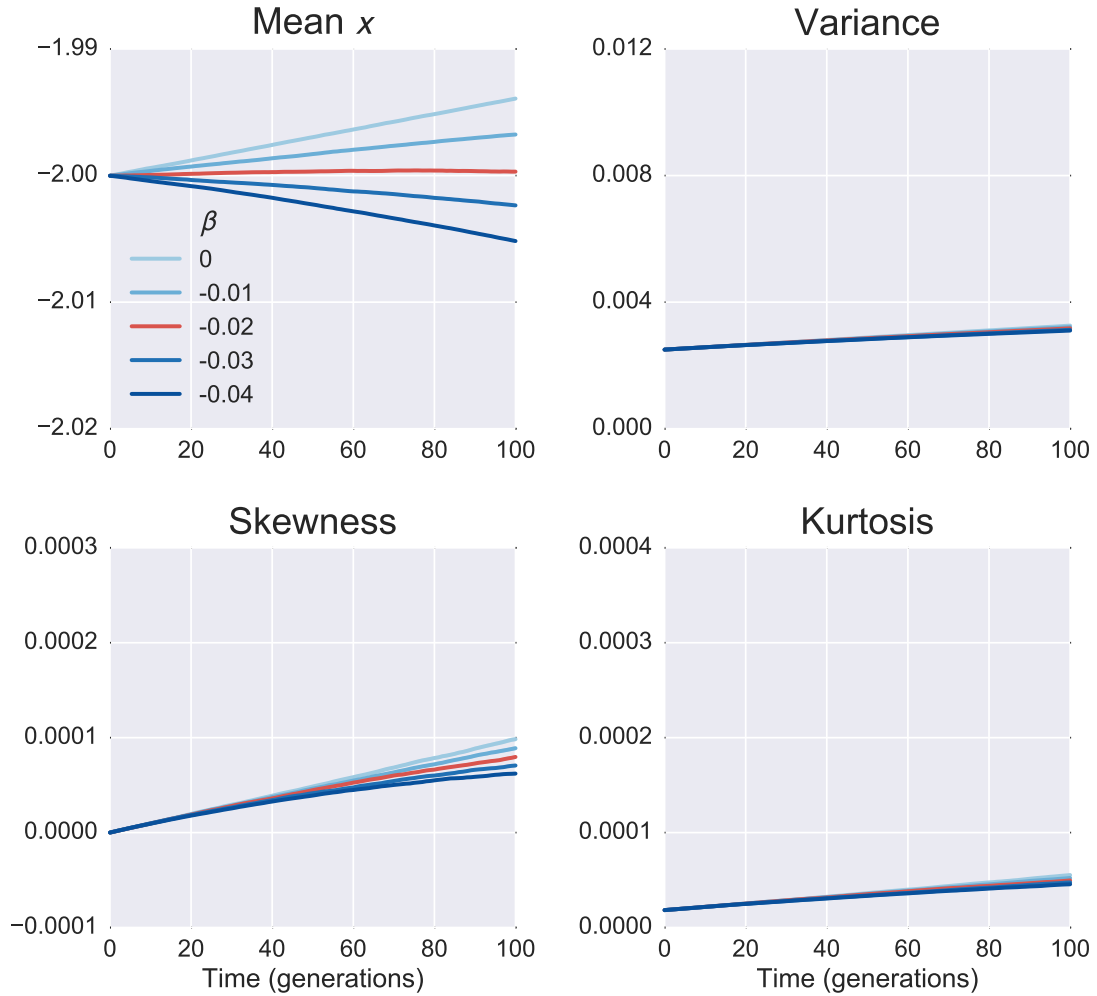 Mean x
−1.99
−2.00
−2.01
−2.02
β
0
-0.01
-0.02
-0.03
-0.04
0 20 40 60 80 100
Variance
0.012
0.008
0.004
0.000
0 20 40 60 80 100
Skewness
0.0003
0.0002
0.0001
0.0000
−0.0001
0 20 40 60 80 100
Time (generations)
Kurtosis
0.0004
0.0003
0.0002
0.0001
0.0000
0 20 40 60 80 100
Time (generations)